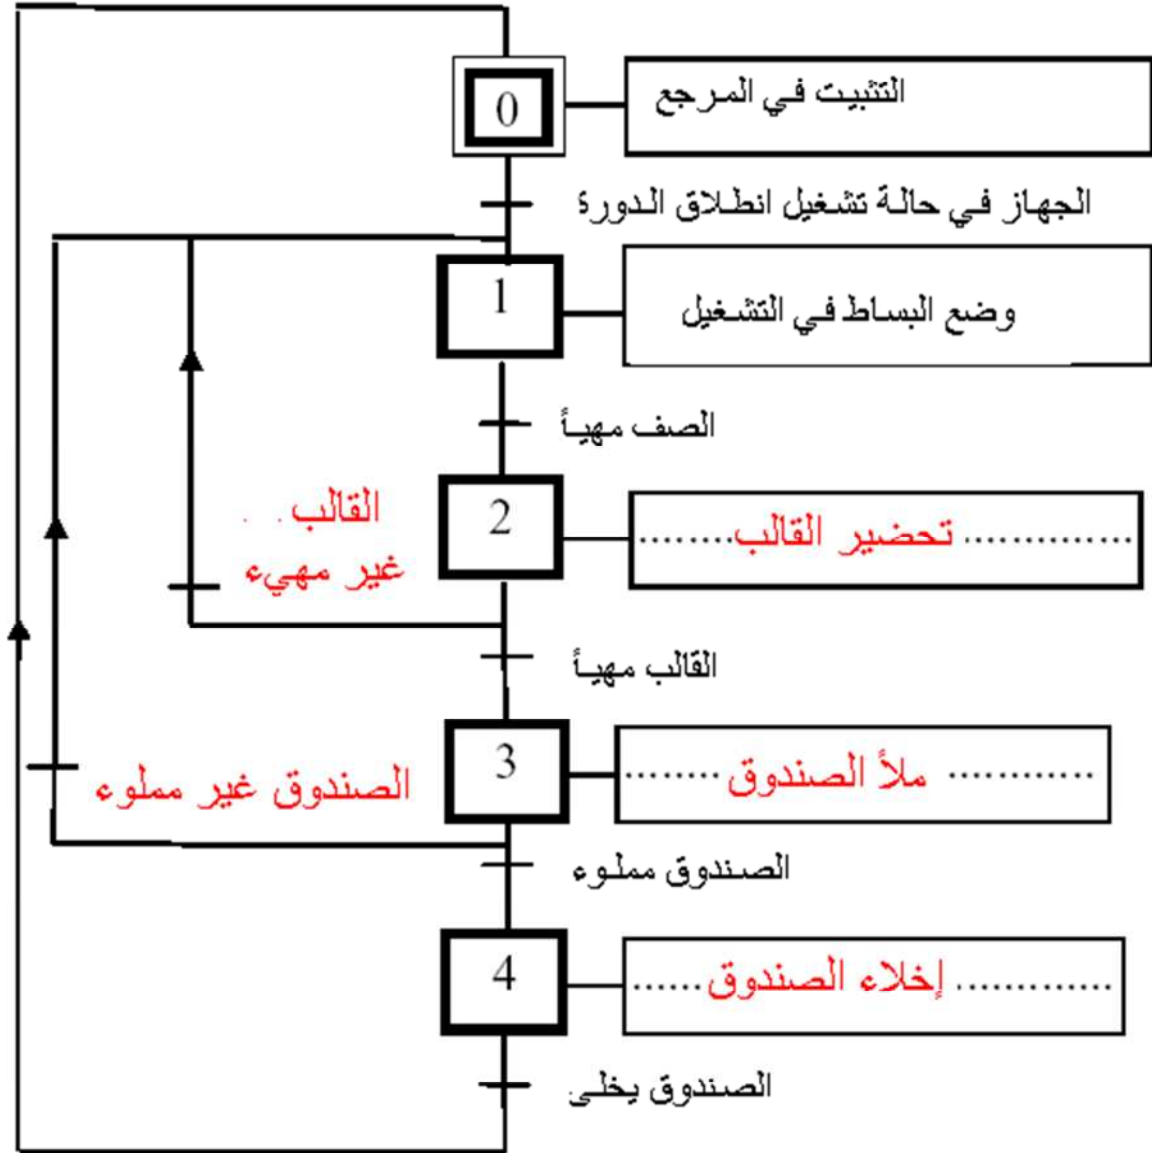 0
التثبيت في المرجع
الجهاز في حالة تشغيل انطلاق الدورة
1
وضع البساط في التشغيل
الصف مهيأ
2
.............. تحضير القالب ........
القالب . .
غير مهيء
القالب مهيأ
3
............ ملأ الصندوق ........
الصندوق غير مملوء
الصندوق مملوء
4
............. إخلاء الصندوق ......
الصندوق يخلى